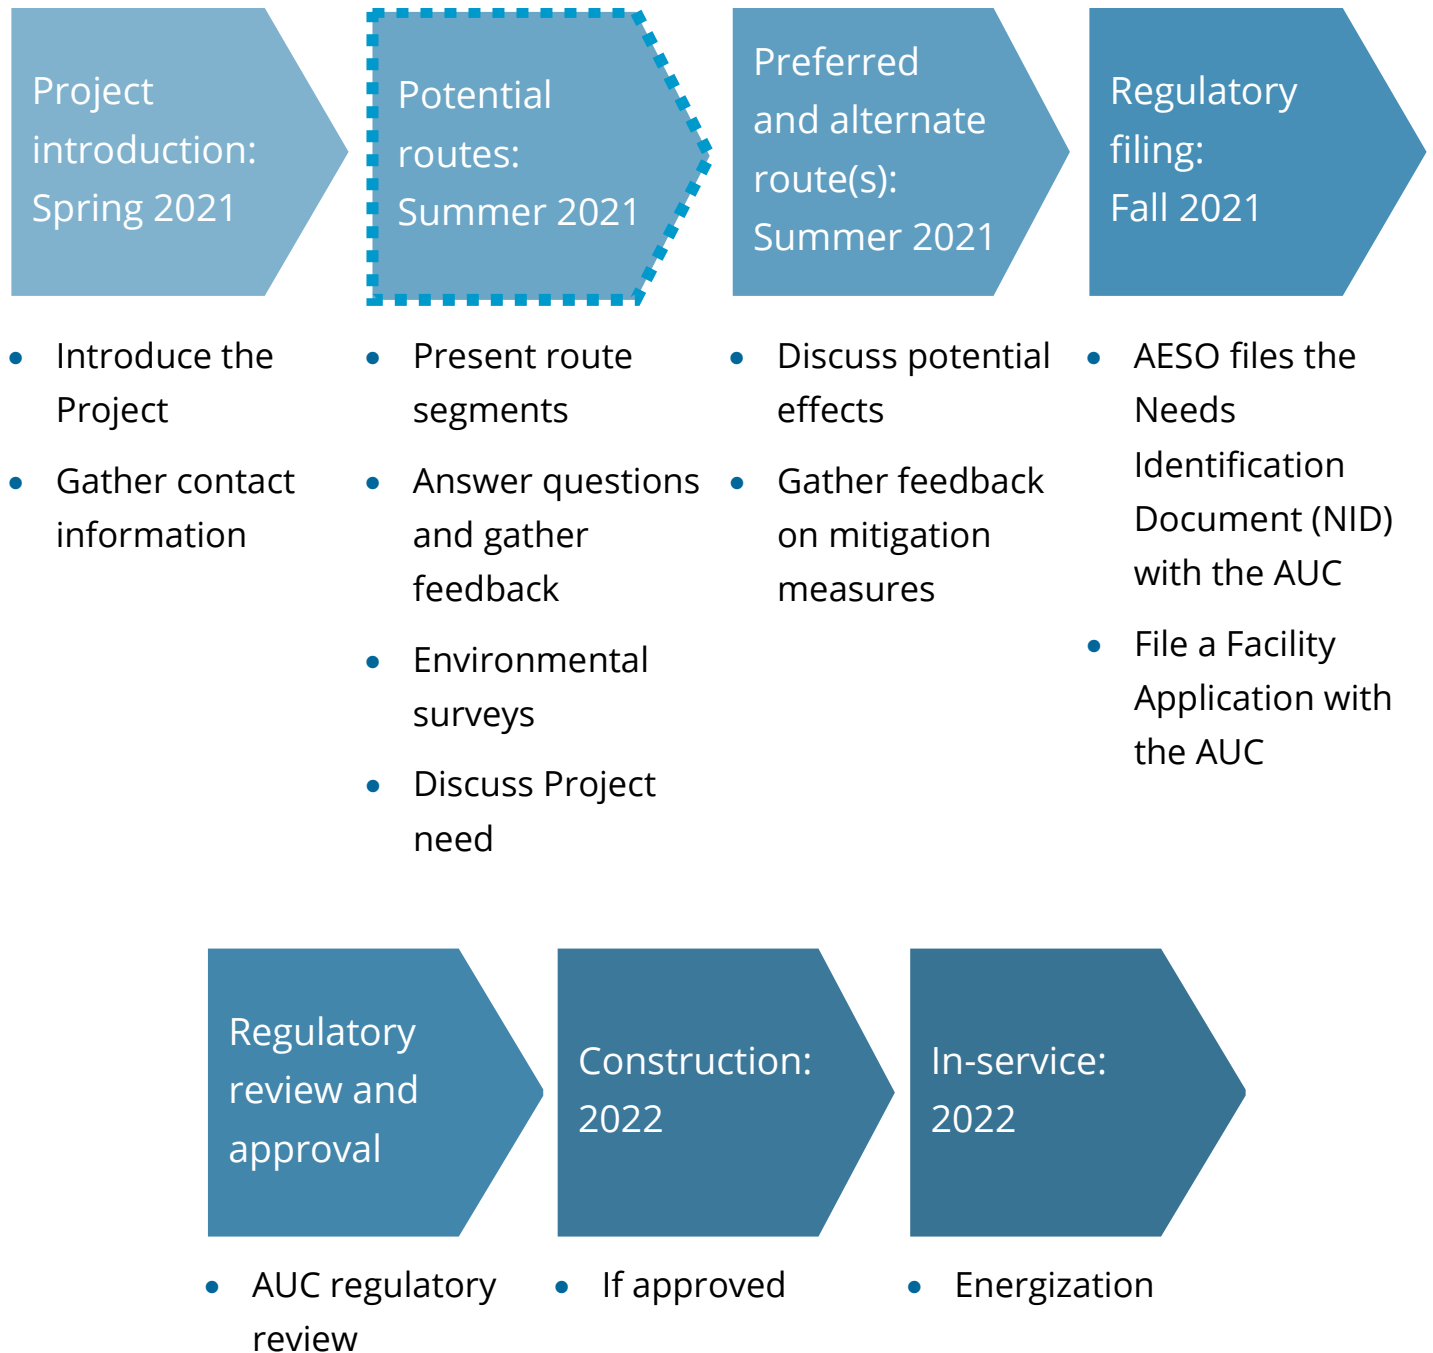 Project
introduction:
Spring 2021
Potential
routes:
Summer 2021
Preferred
and alternate
route(s):
Summer 2021
Regulatory
filing:
Fall 2021
• Introduce the
Project
• Gather contact
information
• Present route
segments
• Answer questions
and gather
feedback
• Environmental
surveys
• Discuss Project
need
• Discuss potential
effects
• Gather feedback
on mitigation
measures
• AESO files the
Needs
Identification
Document (NID)
with the AUC
• File a Facility
Application with
the AUC
Regulatory
review and
approval
Construction:
2022
In-service:
2022
• AUC regulatory
review
• If approved
• Energization